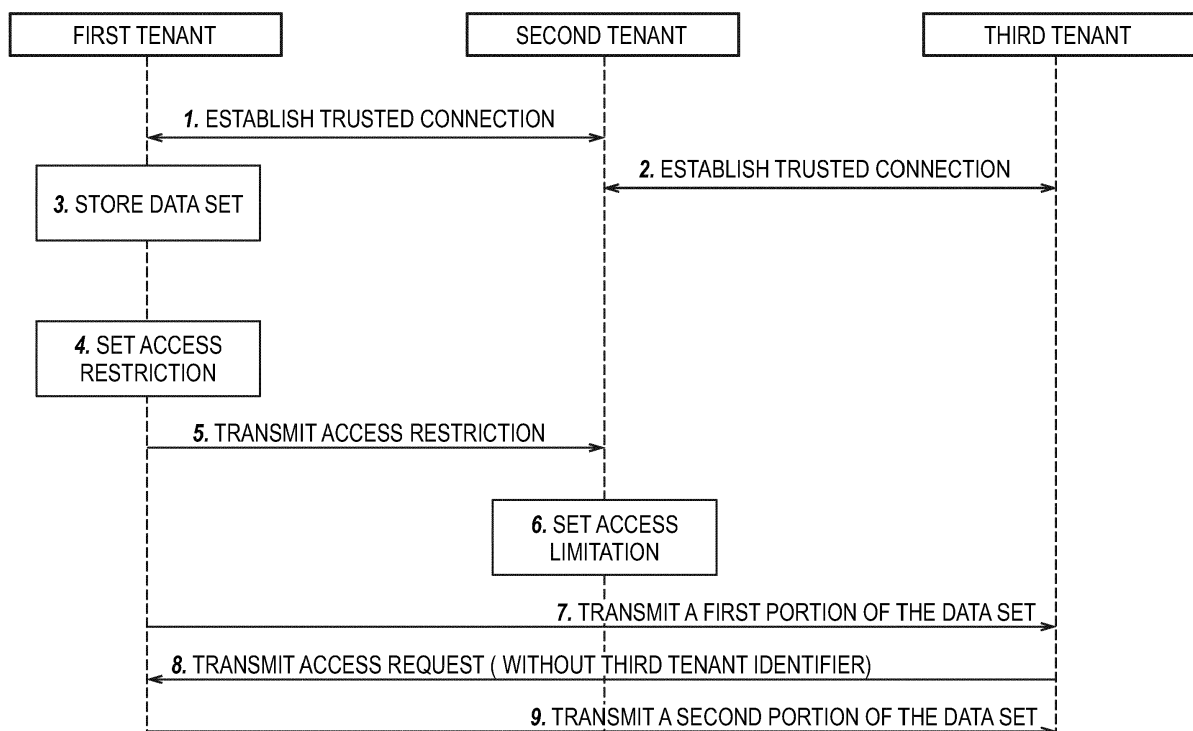 FIRST TENANT
SECOND TENANT
THIRD TENANT
1. ESTABLISH TRUSTED CONNECTION
2. ESTABLISH TRUSTED CONNECTION
3. STORE DATA SET
4. SET ACCESS
RESTRICTION
5. TRANSMIT ACCESS RESTRICTION
6. SET ACCESS
LIMITATION
7. TRANSMIT A FIRST PORTION OF THE DATA SET
8. TRANSMIT ACCESS REQUEST ( WITHOUT THIRD TENANT IDENTIFIER)
9. TRANSMIT A SECOND PORTION OF THE DATA SET